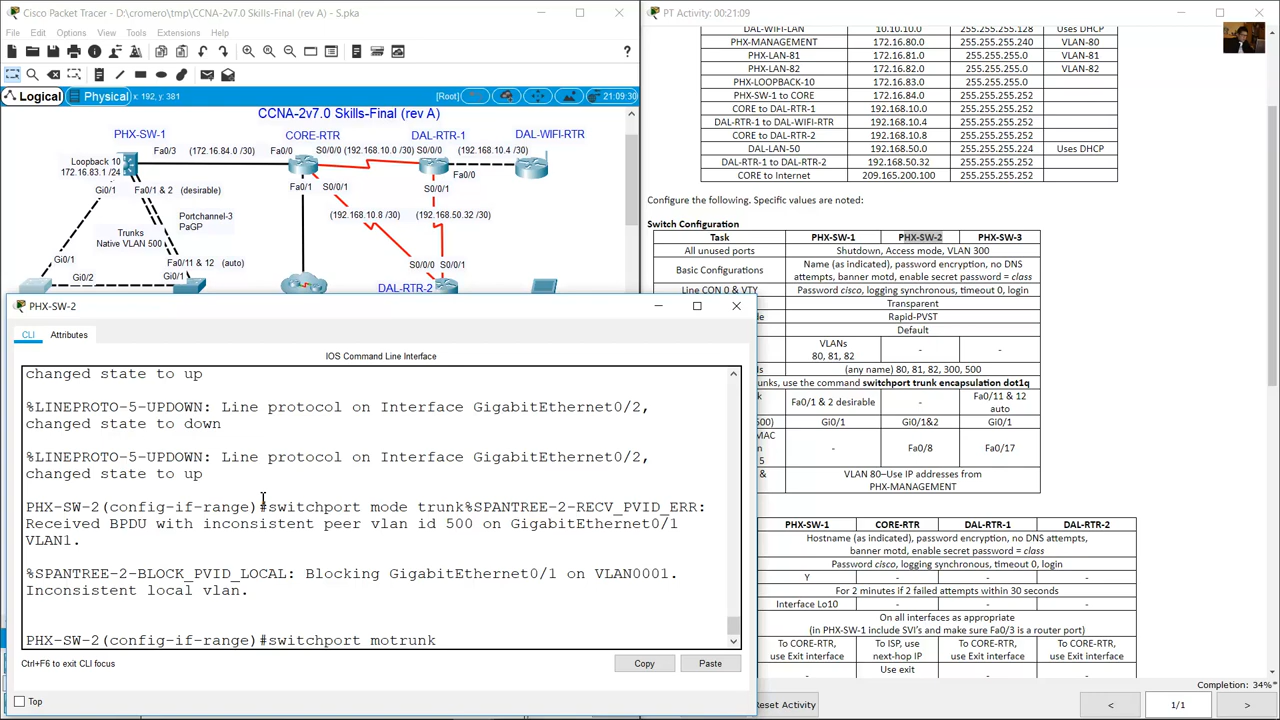 Cisco Packet Tracer - D:\cromero\tmp\CCNA-2v7.0 Skills-Final (rev A) - S.pka
File Edit Options View Tools Extensions Help
Logical Physical x: 192, y: 381 [Root] 21:09:30
CCNA-2v7.0 Skills-Final (rev A)
PHX-SW-1 CORE-RTR DAL-RTR-1 DAL-WIFI-RTR
Fa0/3 (172.16.84.0 /30) Fa0/0 S0/0/0 (192.168.10.0 /30) S0/0/0 (192.168.10.4 /30)
Loopback 10
172.16.83.1 /24
Fa0/0
Gi0/1 Fa0/1 & 2 (desirable) Fa0/1 S0/0/1 S0/0/1
Portchannel-3
PaGP
(192.168.10.8 /30) (192.168.50.32 /30)
Trunks
Native VLAN 500
Gi0/1 Fa0/11 & 12 (auto) S0/0/0 S0/0/1
Gi0/2 Gi0/1
DAL-RTR-2
PHX-SW-2
CLI Attributes
IOS Command Line Interface
changed state to up
%LINEPROTO-5-UPDOWN: Line protocol on Interface GigabitEthernet0/2,
changed state to down
%LINEPROTO-5-UPDOWN: Line protocol on Interface GigabitEthernet0/2,
changed state to up
PHX-SW-2(config-if-range)#switchport mode trunk%SPANTREE-2-RECV_PVID_ERR:
Received BPDU with inconsistent peer vlan id 500 on GigabitEthernet0/1
VLAN1.
%SPANTREE-2-BLOCK_PVID_LOCAL: Blocking GigabitEthernet0/1 on VLAN0001.
Inconsistent local vlan.
PHX-SW-2(config-if-range)#switchport motrunk
Ctrl+F6 to exit CLI focus
Copy Paste
Top
PT Activity: 00:21:09
DAL-WIFI-LAN 10.10.10.0 255.255.255.128 Uses DHCP
PHX-MANAGEMENT 172.16.80.0 255.255.255.240 VLAN-80
PHX-LAN-81 172.16.81.0 255.255.255.0 VLAN-81
PHX-LAN-82 172.16.82.0 255.255.255.0 VLAN-82
PHX-LOOPBACK-10 172.16.83.0 255.255.255.0
PHX-SW-1 to CORE 172.16.84.0 255.255.255.252
CORE to DAL-RTR-1 192.168.10.0 255.255.255.252
DAL-RTR-1 to DAL-WIFI-RTR 192.168.10.4 255.255.255.252
CORE to DAL-RTR-2 192.168.10.8 255.255.255.252
DAL-LAN-50 192.168.50.0 255.255.255.224 Uses DHCP
DAL-RTR-1 to DAL-RTR-2 192.168.50.32 255.255.255.252
CORE to Internet 209.165.200.100 255.255.255.252
Configure the following. Specific values are noted:
Switch Configuration
Task PHX-SW-1 PHX-SW-2 PHX-SW-3
All unused ports Shutdown, Access mode, VLAN 300
Basic Configurations Name (as indicated), password encryption, no DNS
attempts, banner motd, enable secret password = class
Line CON 0 & VTY Password cisco, logging synchronous, timeout 0, login
Transparent
de Rapid-PVST
Default
VLANs
80, 81, 82 - -
ds (any name) 80, 81, 82, 300, 500
unks, use the command switchport trunk encapsulation dot1q
k Fa0/1 & 2 desirable - Fa0/11 & 12
auto
500) Gi0/1 Gi0/1&2 Gi0/1
MAC
n
5 - Fa0/8 Fa0/17
& VLAN 80–Use IP addresses from
PHX-MANAGEMENT
PHX-SW-1 CORE-RTR DAL-RTR-1 DAL-RTR-2
Hostname (as indicated), password encryption, no DNS attempts,
banner motd, enable secret password = class
Password cisco, logging synchronous, timeout 0, login
Y - - -
For 2 minutes if 2 failed attempts within 30 seconds
Interface Lo10 - - -
On all interfaces as appropriate
(in PHX-SW-1 include SVI's and make sure Fa0/3 is a router port)
To CORE-RTR, To ISP, use To CORE-RTR, To CORE-RTR,
use Exit interface next-hop IP use Exit interface use Exit interface
Use exit
Completion: 34%*
Reset Activity < 1/1 >